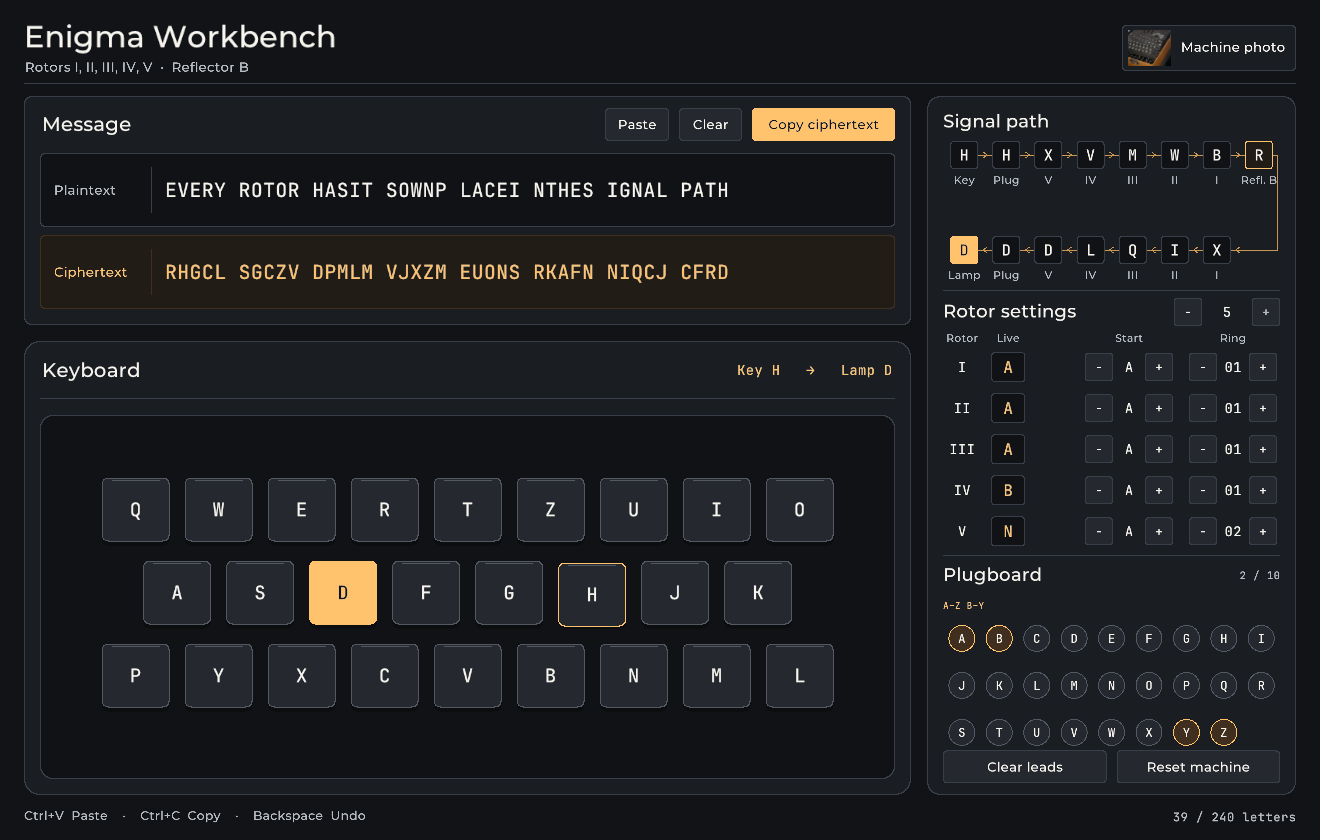 Enigma Workbench
Rotors I, II, III, IV, V · Reflector B
Machine photo
Message
Paste
Clear
Copy ciphertext
Plaintext
EVERY ROTOR HASIT SOWNP LACEI NTHES IGNAL PATH
Ciphertext
RHGCL SGCZV DPMLM VJXZM EUONS RKAFN NIQCJ CFRD
Keyboard
Key H → Lamp D
Q W E R T Z U I O
A S D F G H J K
P Y X C V B N M L
Signal path
H H X V M W B R
Key Plug V IV III II I Refl. B
D D D L Q I X
Lamp Plug V IV III II I
Rotor settings
- 5 +
Rotor Live Start Ring
I A - A + - 01 +
II A - A + - 01 +
III A - A + - 01 +
IV B - A + - 01 +
V N - A + - 02 +
Plugboard
2 / 10
A-Z B-Y
A B C D E F G H I
J K L M N O P Q R
S T U V W X Y Z
Clear leads
Reset machine
Ctrl+V Paste · Ctrl+C Copy · Backspace Undo
39 / 240 letters